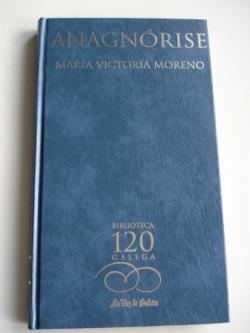 ANAGNÓRISE
MARÍA VICTORIA MORENO
BIBLIOTECA
120
GALEGA
La Voz de Galicia